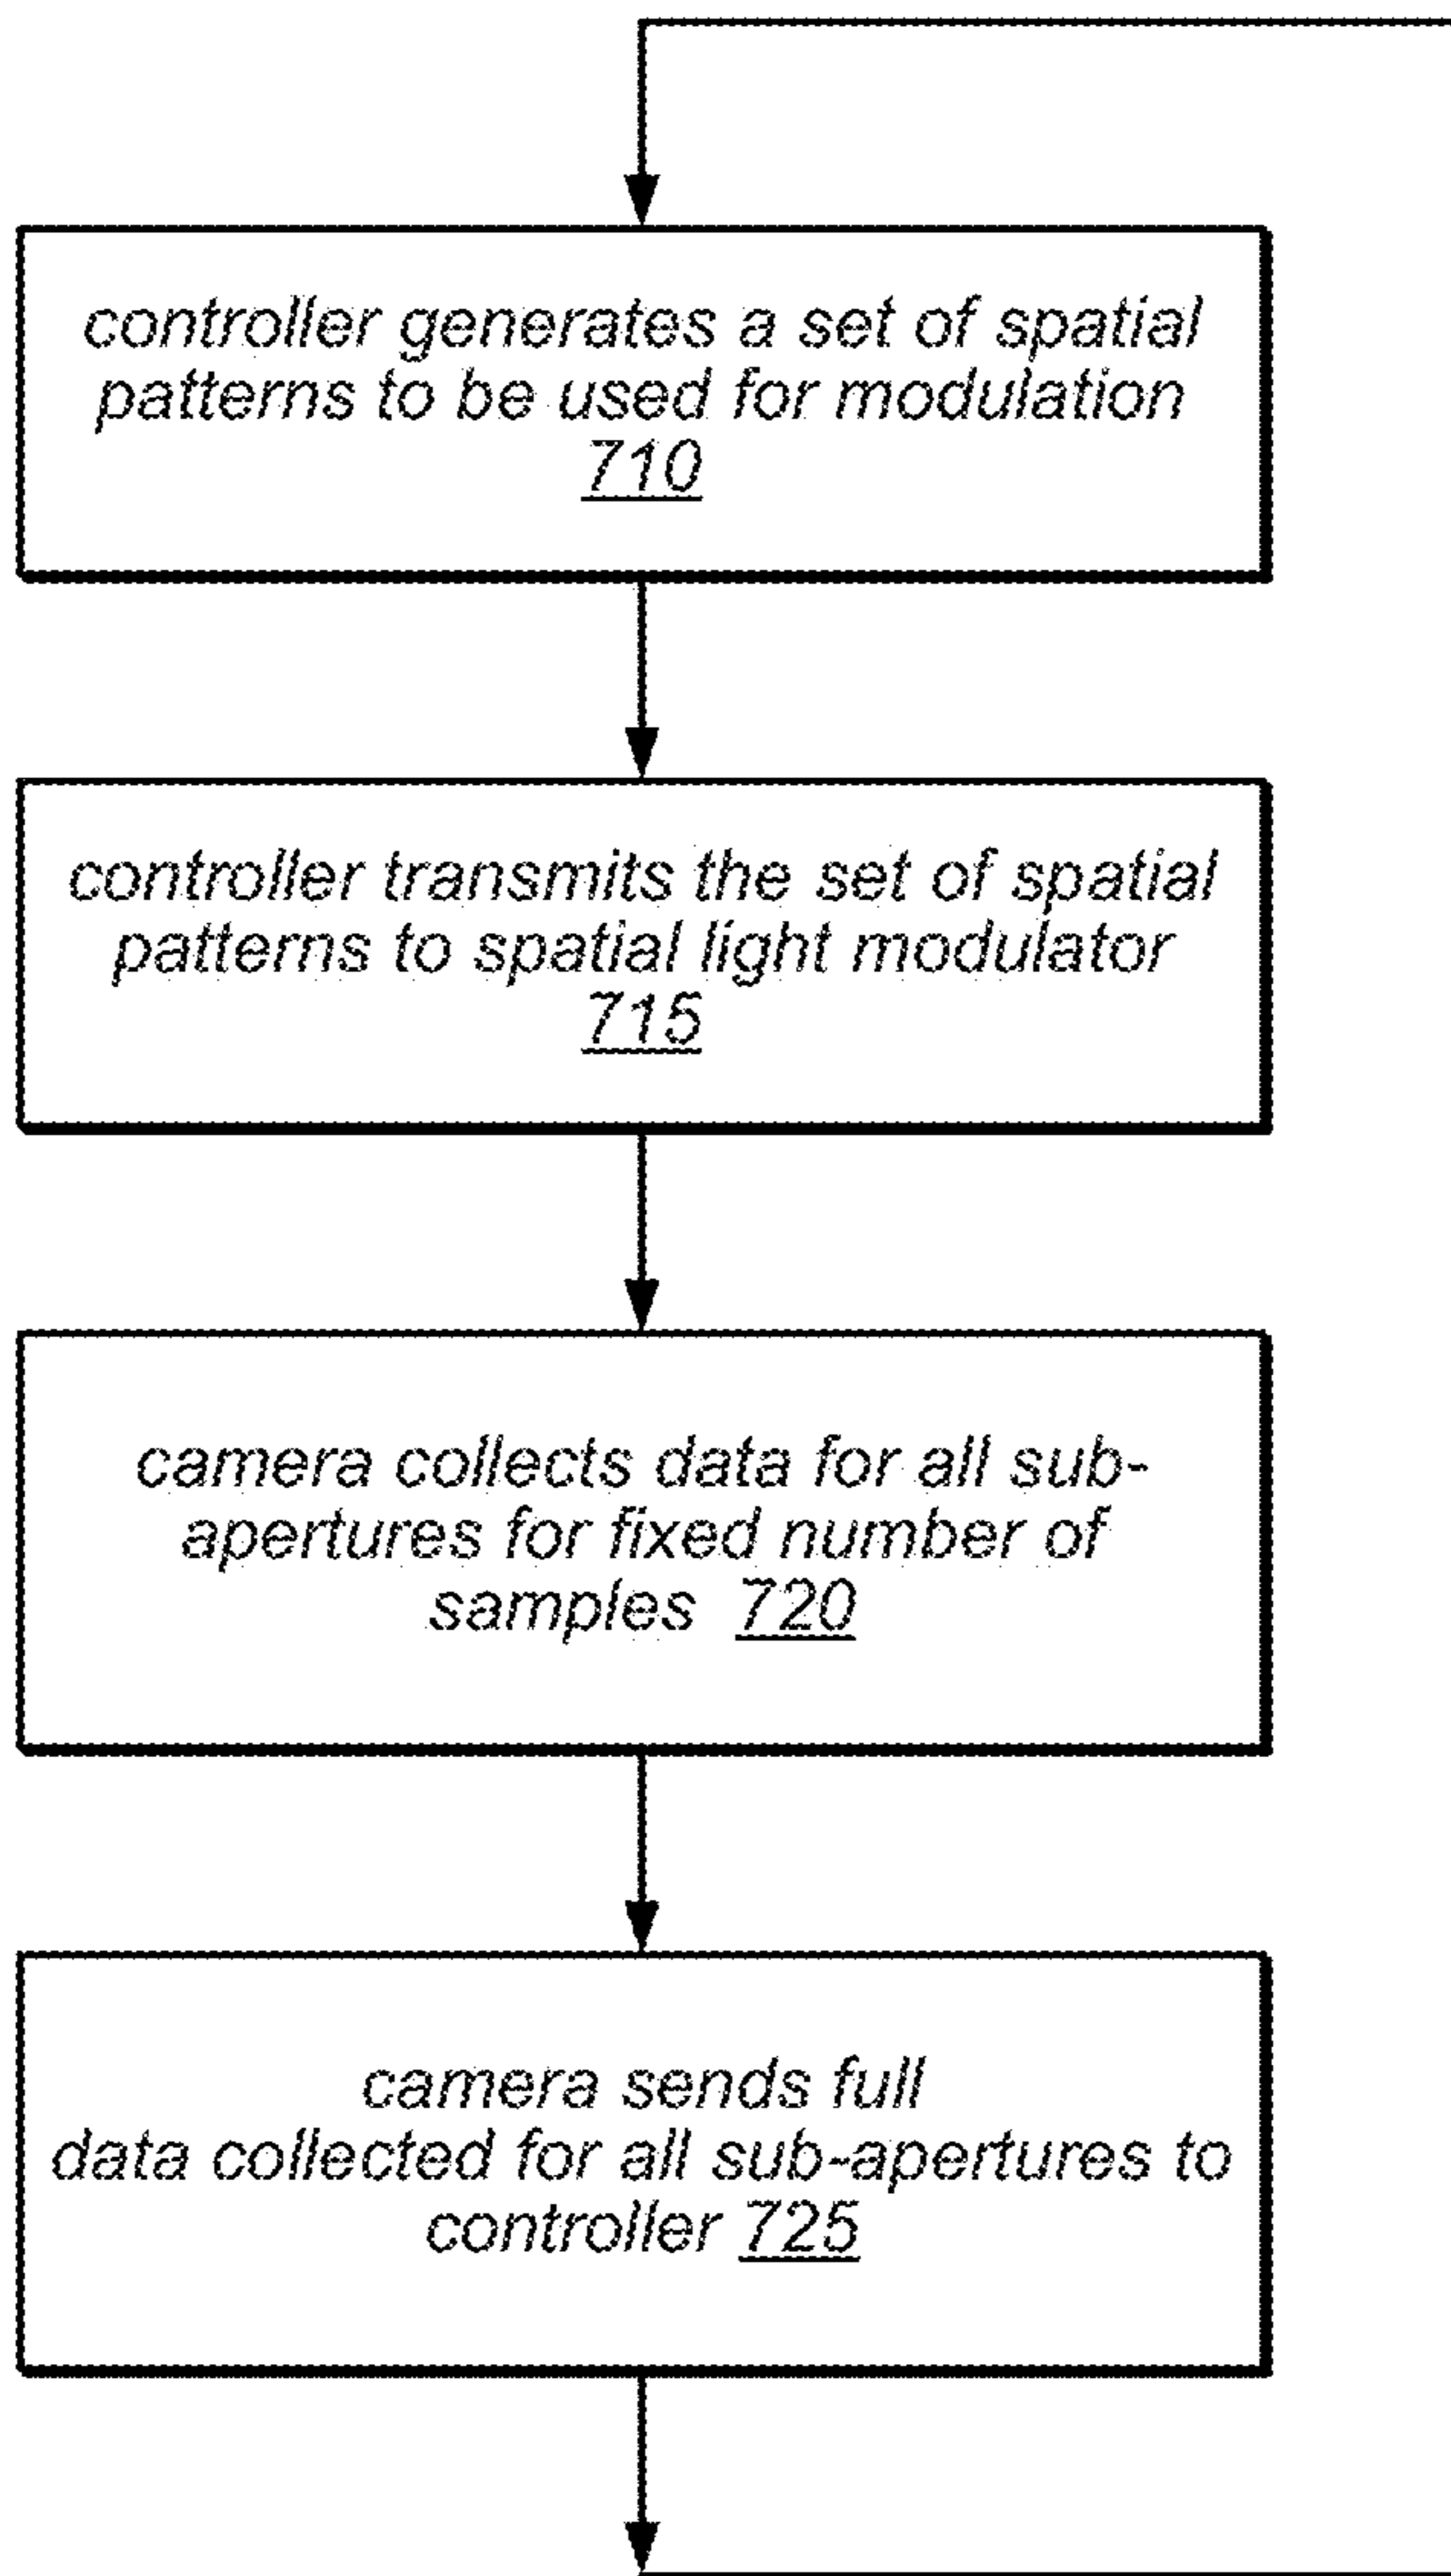 controller generates a set of spatial
patterns to be used for modulation
710
controller transmits the set of spatial
patterns to spatial light modulator
715
camera collects data for all sub-
apertures for fixed number of
samples 720
camera sends full
data collected for all sub-apertures to
controller 725